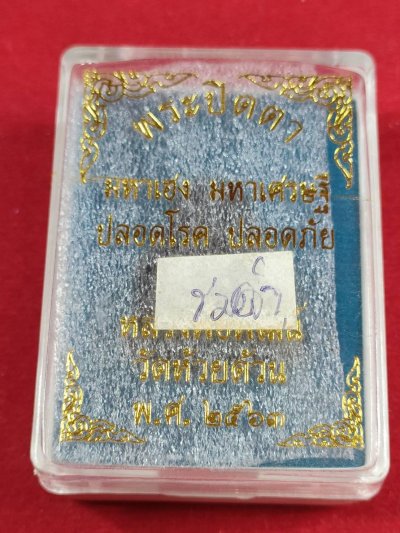 พระปิดตา
มหาเฮง มหาเศรษฐี
ปลอดโรค ปลอดภัย
วัดห้วยด้วน
พ.ศ. ๒๕๖๓